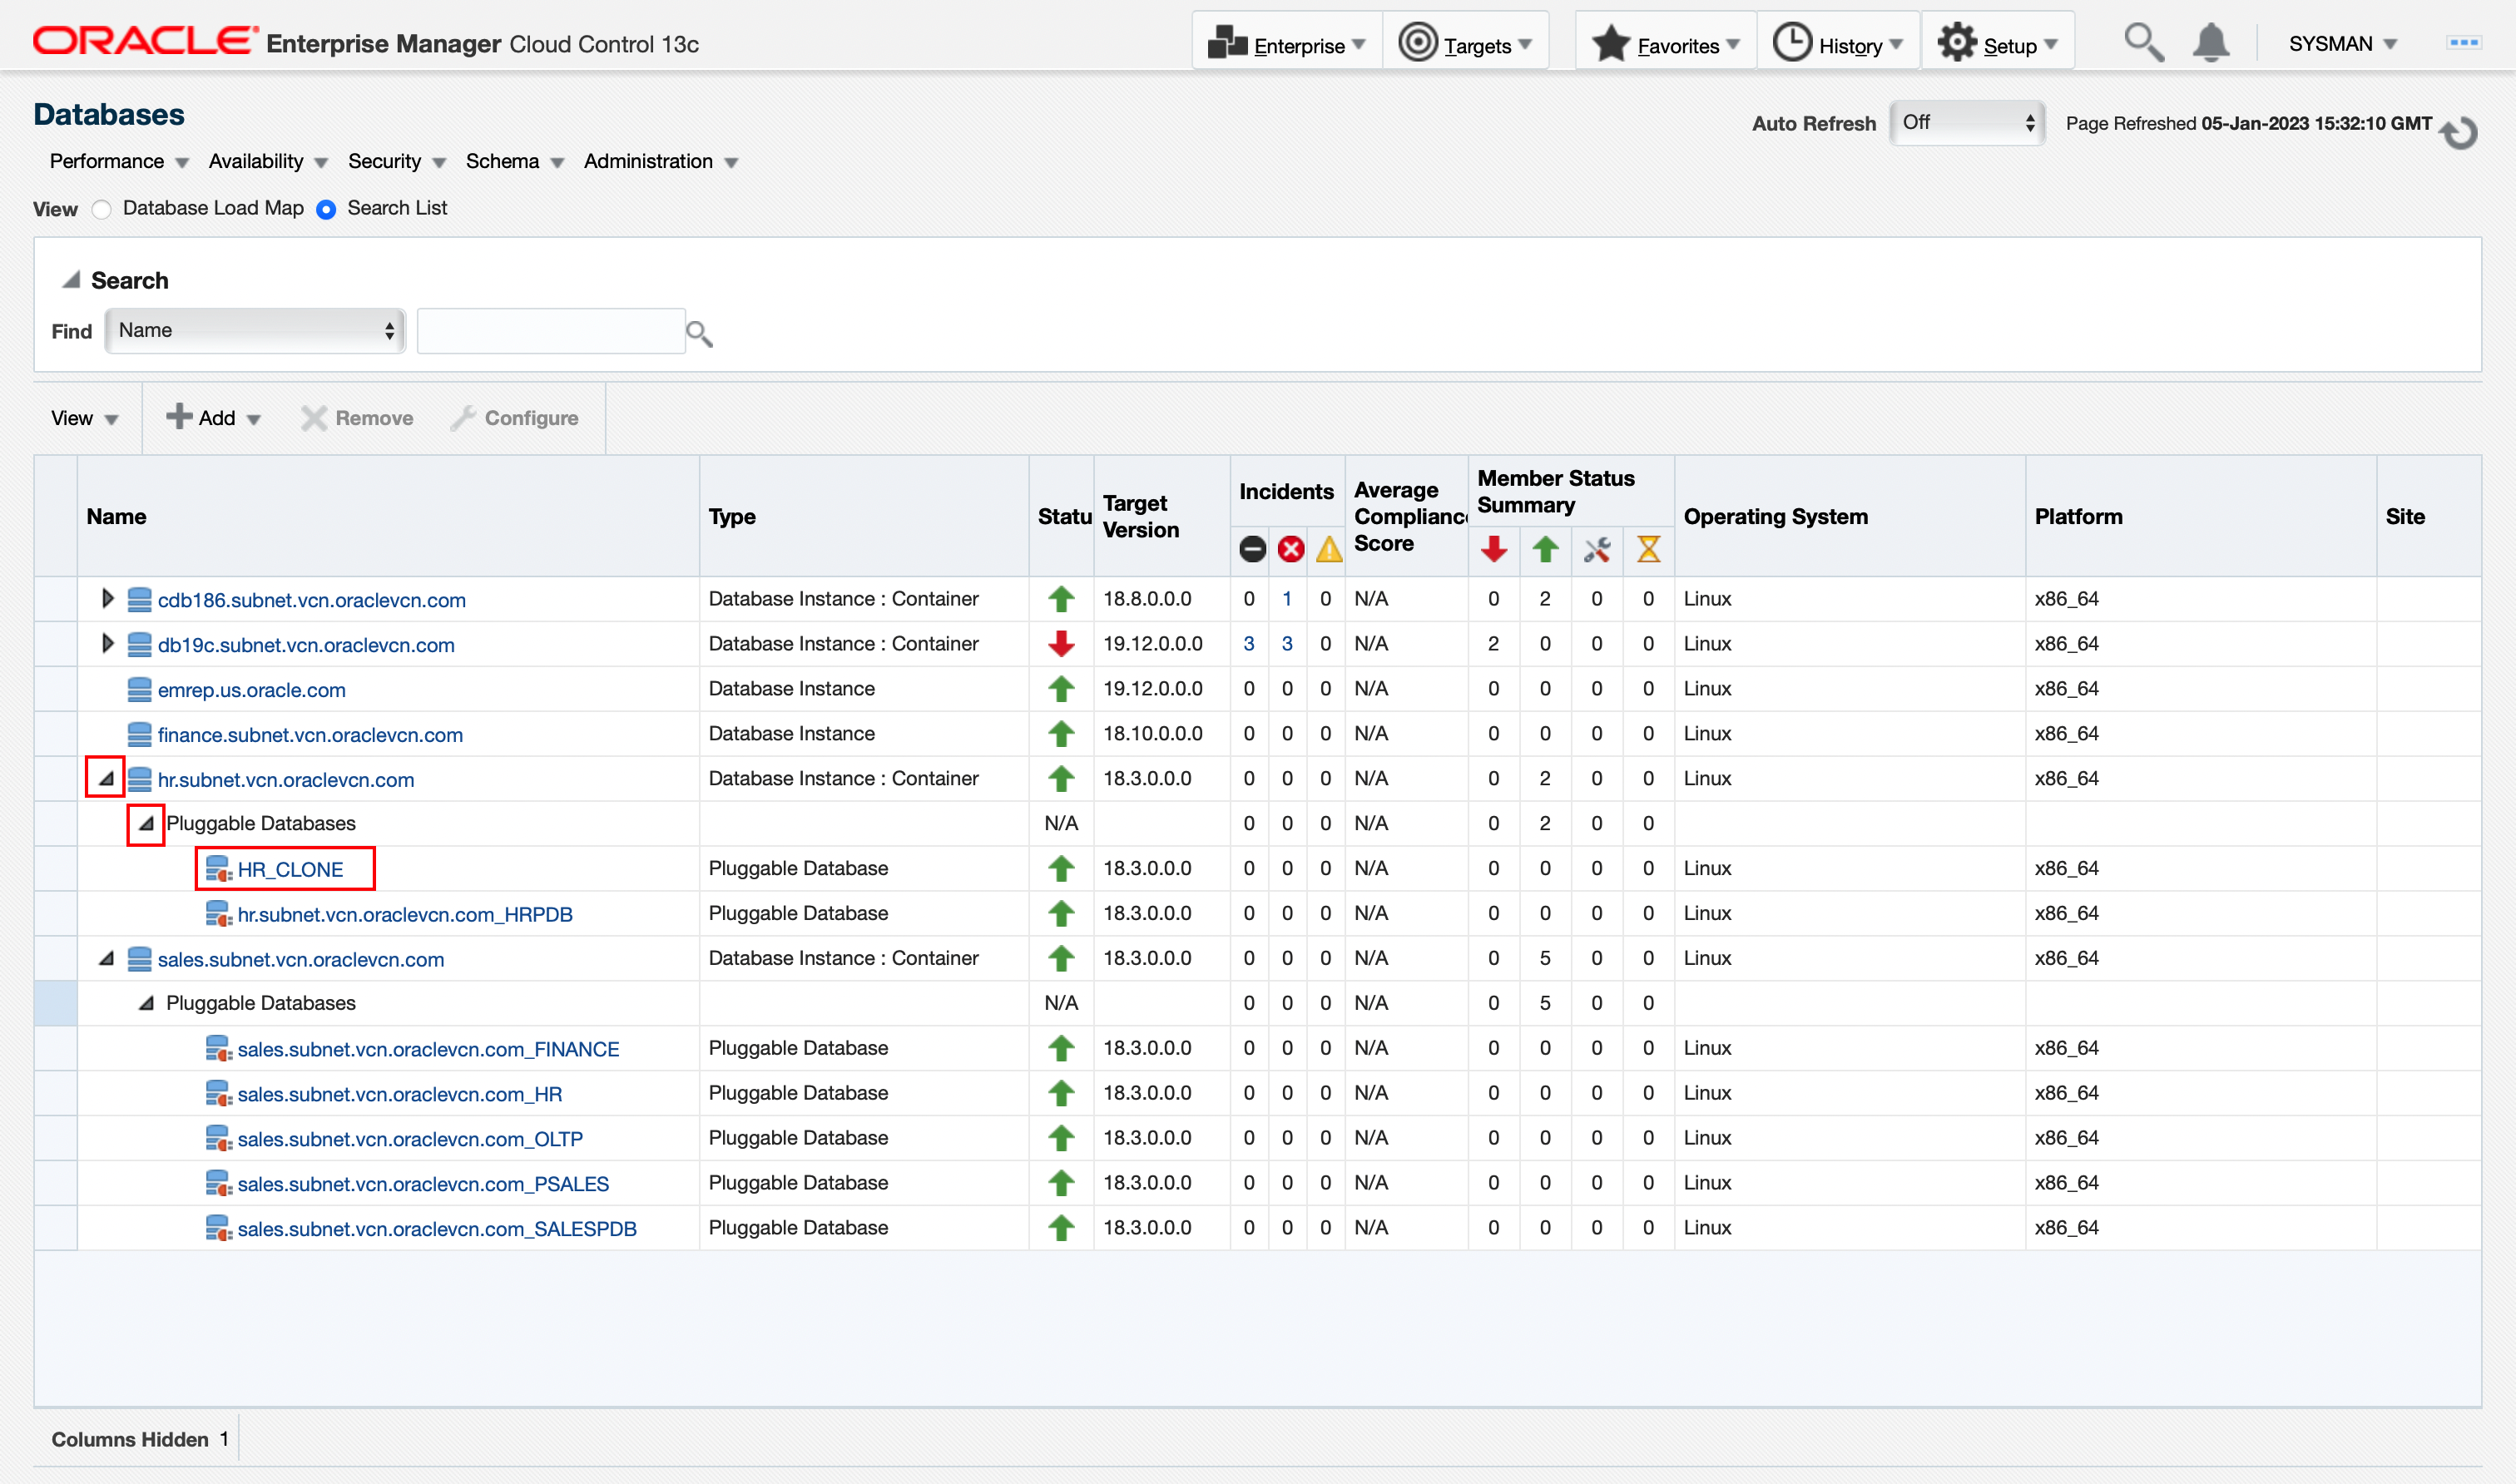 ORACLE Enterprise Manager Cloud Control 13c Enterprise Targets Favorites History Setup SYSMAN
Databases
Auto Refresh Off Page Refreshed 05-Jan-2023 15:32:10 GMT
Performance Availability Security Schema Administration
View Database Load Map Search List
Search
Find Name
View Add Remove Configure
Name Type Statu Target Version Incidents Average Compliance Score Member Status Summary Operating System Platform Site
cdb186.subnet.vcn.oraclevcn.com Database Instance : Container 18.8.0.0.0 0 1 0 N/A 0 2 0 0 Linux x86_64
db19c.subnet.vcn.oraclevcn.com Database Instance : Container 19.12.0.0.0 3 3 0 N/A 2 0 0 0 Linux x86_64
emrep.us.oracle.com Database Instance 19.12.0.0.0 0 0 0 N/A 0 0 0 0 Linux x86_64
finance.subnet.vcn.oraclevcn.com Database Instance 18.10.0.0.0 0 0 0 N/A 0 0 0 0 Linux x86_64
hr.subnet.vcn.oraclevcn.com Database Instance : Container 18.3.0.0.0 0 0 0 N/A 0 2 0 0 Linux x86_64
Pluggable Databases N/A 0 0 0 N/A 0 2 0 0
HR_CLONE Pluggable Database 18.3.0.0.0 0 0 0 N/A 0 0 0 0 Linux x86_64
hr.subnet.vcn.oraclevcn.com_HRPDB Pluggable Database 18.3.0.0.0 0 0 0 N/A 0 0 0 0 Linux x86_64
sales.subnet.vcn.oraclevcn.com Database Instance : Container 18.3.0.0.0 0 0 0 N/A 0 5 0 0 Linux x86_64
Pluggable Databases N/A 0 0 0 N/A 0 5 0 0
sales.subnet.vcn.oraclevcn.com_FINANCE Pluggable Database 18.3.0.0.0 0 0 0 N/A 0 0 0 0 Linux x86_64
sales.subnet.vcn.oraclevcn.com_HR Pluggable Database 18.3.0.0.0 0 0 0 N/A 0 0 0 0 Linux x86_64
sales.subnet.vcn.oraclevcn.com_OLTP Pluggable Database 18.3.0.0.0 0 0 0 N/A 0 0 0 0 Linux x86_64
sales.subnet.vcn.oraclevcn.com_PSALES Pluggable Database 18.3.0.0.0 0 0 0 N/A 0 0 0 0 Linux x86_64
sales.subnet.vcn.oraclevcn.com_SALESPDB Pluggable Database 18.3.0.0.0 0 0 0 N/A 0 0 0 0 Linux x86_64
Columns Hidden 1